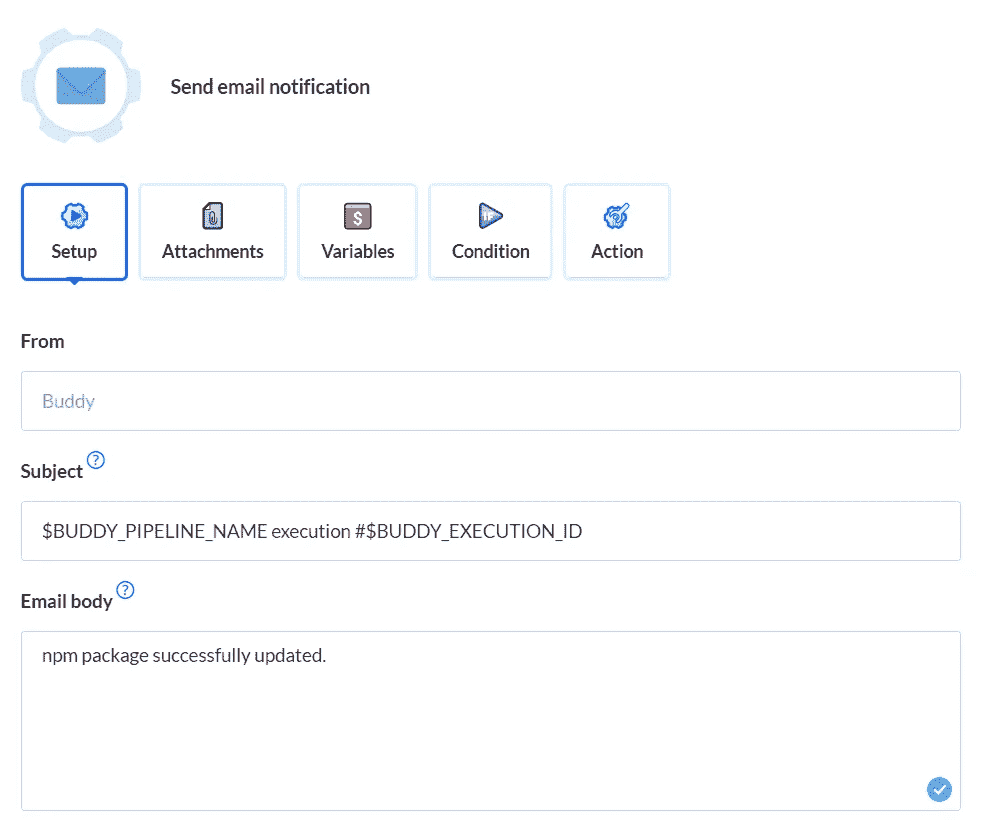 Send email notification
Setup Attachments Variables Condition Action
From
Buddy
Subject ?
$BUDDY_PIPELINE_NAME execution #$BUDDY_EXECUTION_ID
Email body ?
npm package successfully updated.